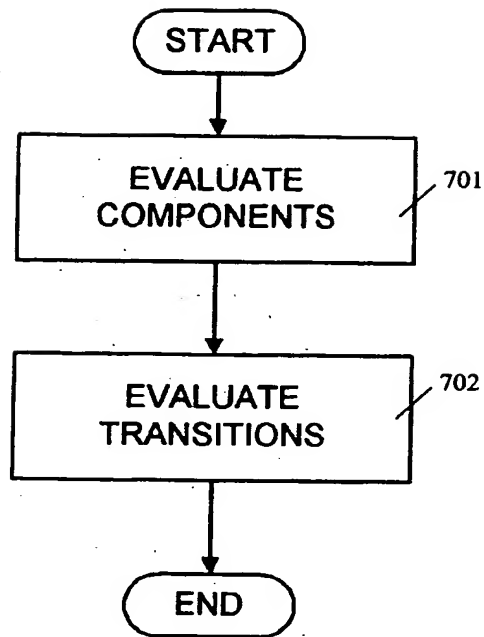 START
EVALUATE
COMPONENTS
701
EVALUATE
TRANSITIONS
702
END